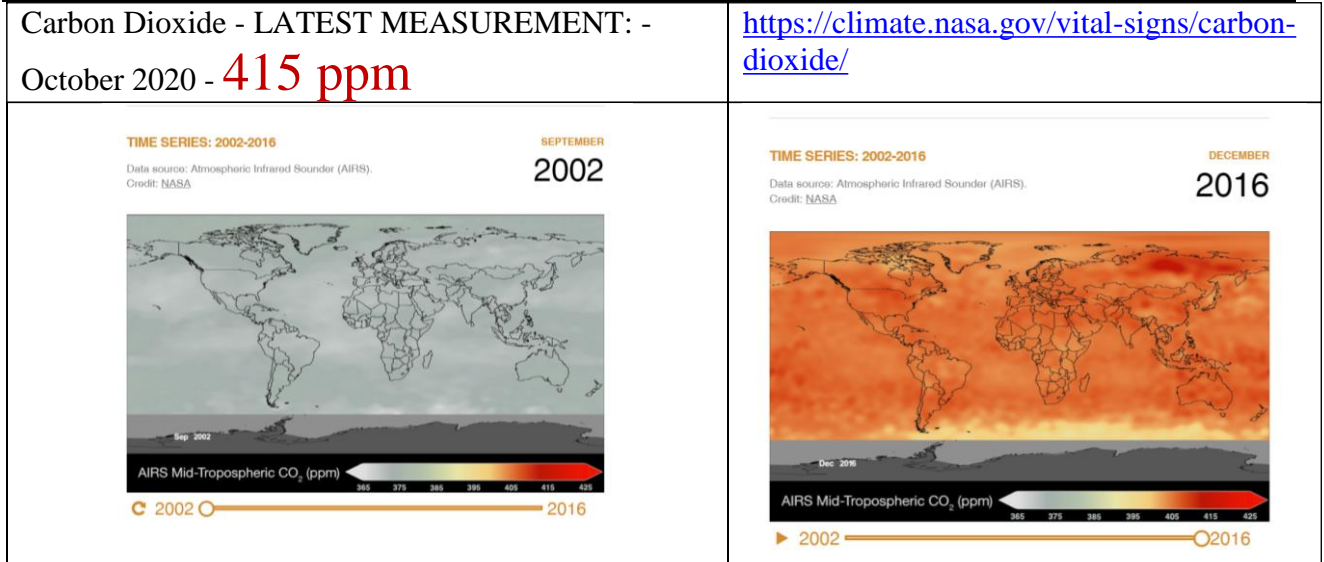 Carbon Dioxide - LATEST MEASUREMENT: -
October 2020 - 415 ppm
https://climate.nasa.gov/vital-signs/carbon-
dioxide/
TIME SERIES: 2002-2016
SEPTEMBER
2002
Data source: Atmospheric Infrared Sounder (AIRS).
Credit: NASA
Sep 2002
AIRS Mid-Tropospheric CO₂ (ppm)
365 375 385 395 405 415 425
2002 2016
TIME SERIES: 2002-2016
DECEMBER
2016
Data source: Atmospheric Infrared Sounder (AIRS).
Credit: NASA
Dec 2016
AIRS Mid-Tropospheric CO₂ (ppm)
365 375 385 395 405 415 425
2002 2016